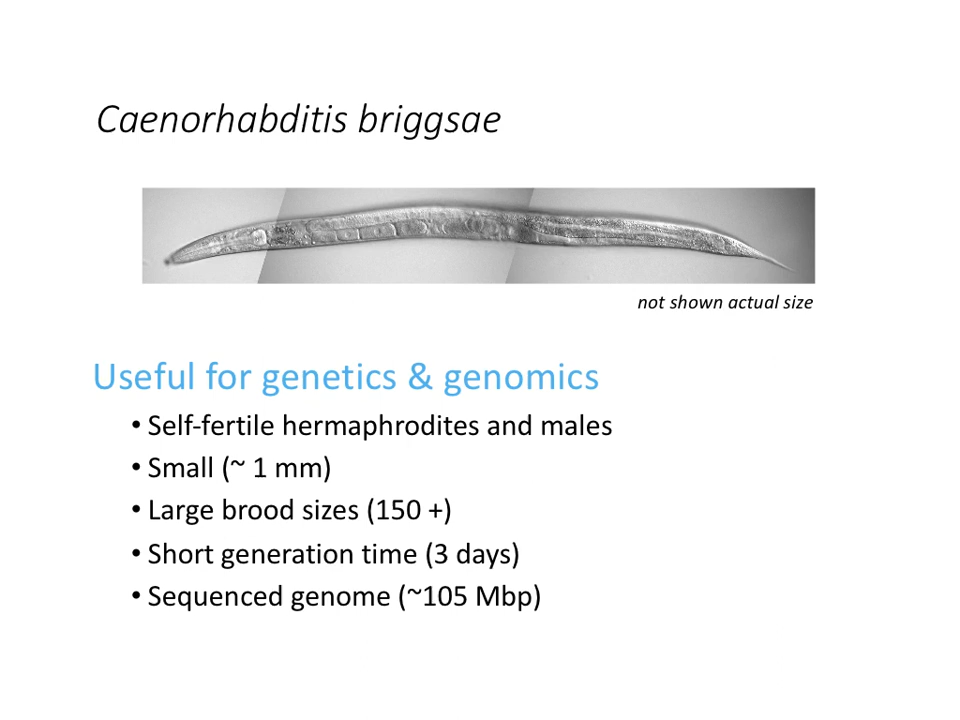 Caenorhabditis briggsae
not shown actual size
Useful for genetics & genomics
• Self-fertile hermaphrodites and males
• Small (~ 1 mm)
• Large brood sizes (150 +)
• Short generation time (3 days)
• Sequenced genome (~105 Mbp)